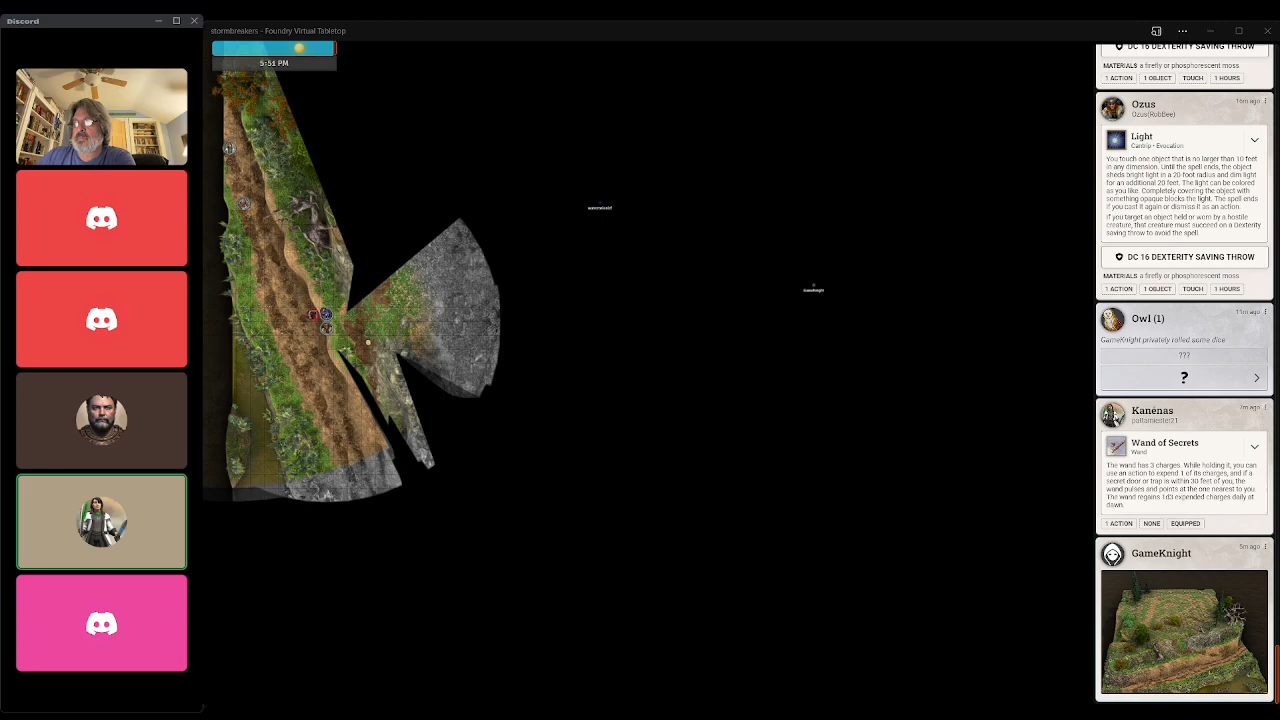 Discord
stormbreakers - Foundry Virtual Tabletop
5:51 PM
GameKnight
DC 16 DEXTERITY SAVING THROW
MATERIALS a firefly or phosphorescent moss
1 ACTION 1 OBJECT TOUCH 1 HOURS
Ozus 16m ago
Ozus(RobBee)
Light
Cantrip • Evocation
You touch one object that is no larger than 10 feet
in any dimension. Until the spell ends, the object
sheds bright light in a 20-foot radius and dim light
for an additional 20 feet. The light can be colored
as you like. Completely covering the object with
something opaque blocks the light. The spell ends
if you cast it again or dismiss it as an action.
If you target an object held or worn by a hostile
creature, that creature must succeed on a Dexterity
saving throw to avoid the spell.
DC 16 DEXTERITY SAVING THROW
MATERIALS a firefly or phosphorescent moss
1 ACTION 1 OBJECT TOUCH 1 HOURS
Owl (1) 11m ago
GameKnight privately rolled some dice
???
?
Kanénas 7m ago
Wand of Secrets
Wand
The wand has 3 charges. While holding it, you can
use an action to expend 1 of its charges, and if a
secret door or trap is within 30 feet of you, the
wand pulses and points at the one nearest to you.
The wand regains 1d3 expended charges daily at
dawn.
1 ACTION NONE EQUIPPED
GameKnight 5m ago